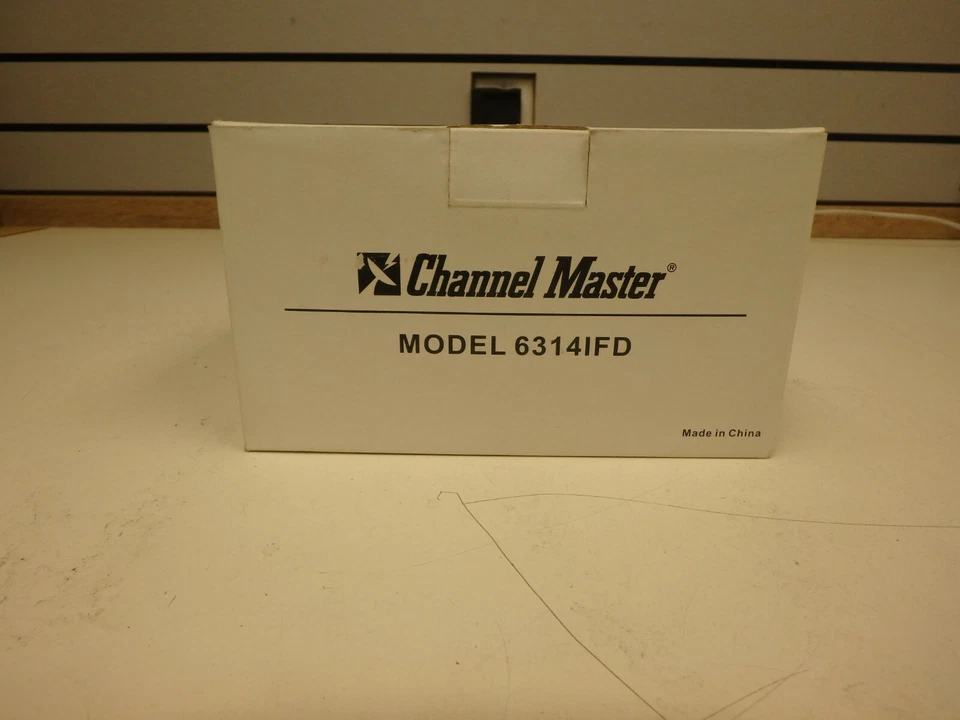 Channel Master®
MODEL 6314IFD
Made in China